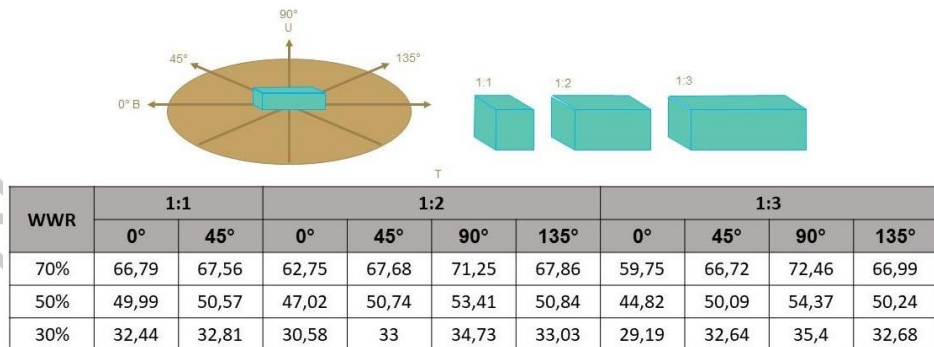 90°
U
45°
135°
0° B
1:1
1:2
1:3
T
WWR 1:1 1:2 1:3
0° 45° 0° 45° 90° 135° 0° 45° 90° 135°
70% 66,79 67,56 62,75 67,68 71,25 67,86 59,75 66,72 72,46 66,99
50% 49,99 50,57 47,02 50,74 53,41 50,84 44,82 50,09 54,37 50,24
30% 32,44 32,81 30,58 33 34,73 33,03 29,19 32,64 35,4 32,68